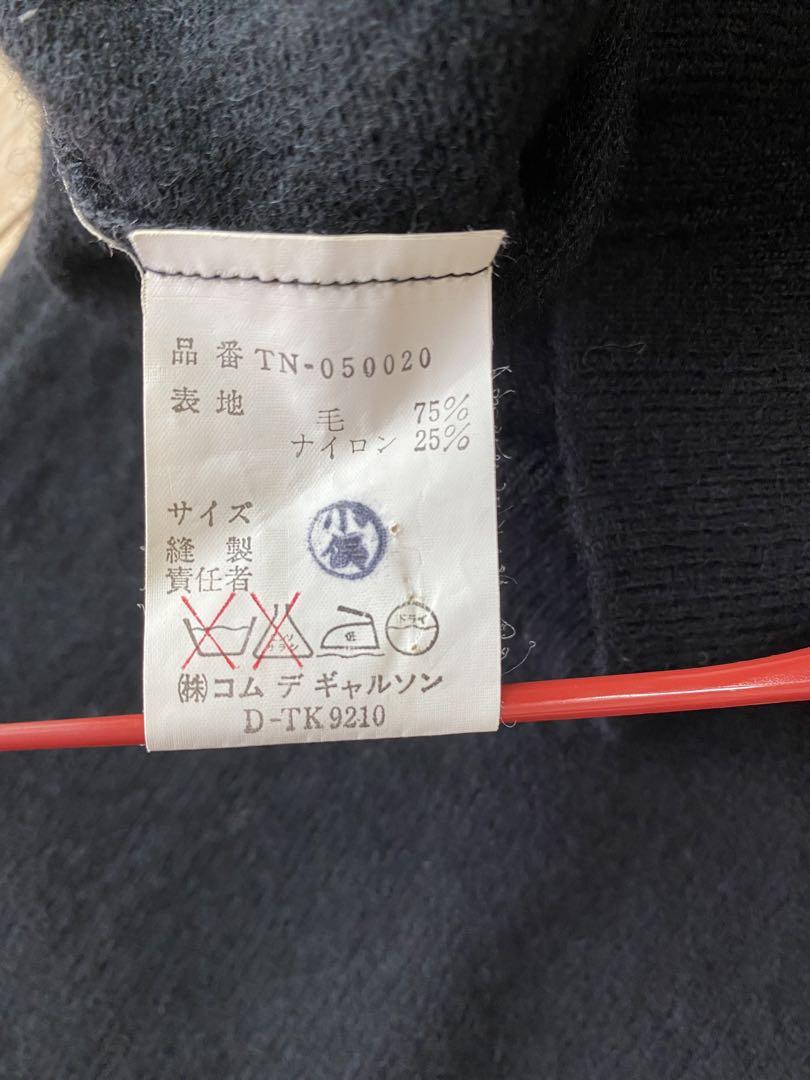 品番 TN-050020
表地
毛 75%
ナイロン 25%
サイズ
小
縫製
責任者
低 ドライ
㈱コム デ ギャルソン
D-TK9210